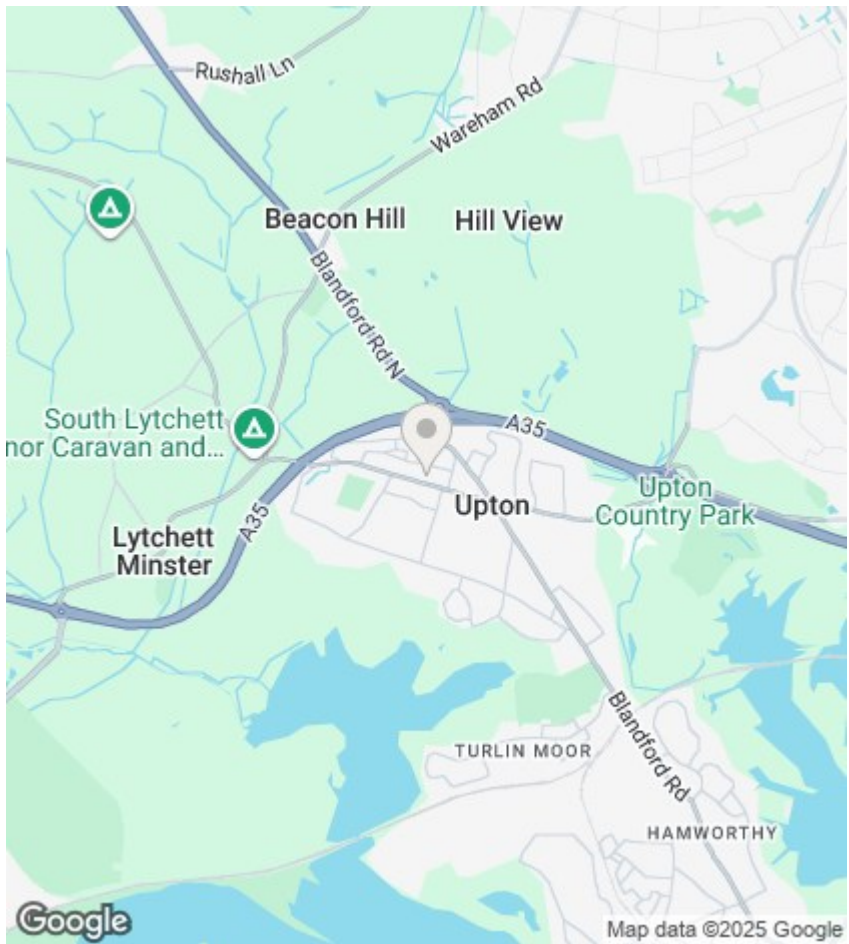 Rushall Ln
Wareham Rd
Beacon Hill
Hill View
Blandford Rd N
South Lytchett
nor Caravan and...
A35
Upton
Upton
Country Park
A35
Lytchett
Minster
Blandford Rd
TURLIN MOOR
HAMWORTHY
Google
Map data ©2025 Google